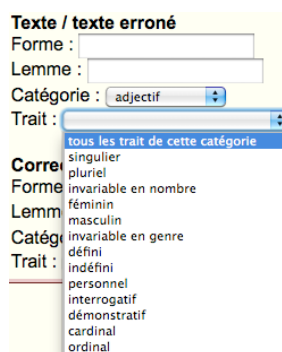 Texte / texte erroné
Forme :
Lemme :
Catégorie : adjectif
Trait :
tous les trait de cette catégorie
singulier
pluriel
Corre
invariable en nombre
Forme
féminin
Lemm
masculin
Catég
invariable en genre
Trait :
défini
indéfini
personnel
interrogatif
démonstratif
cardinal
ordinal